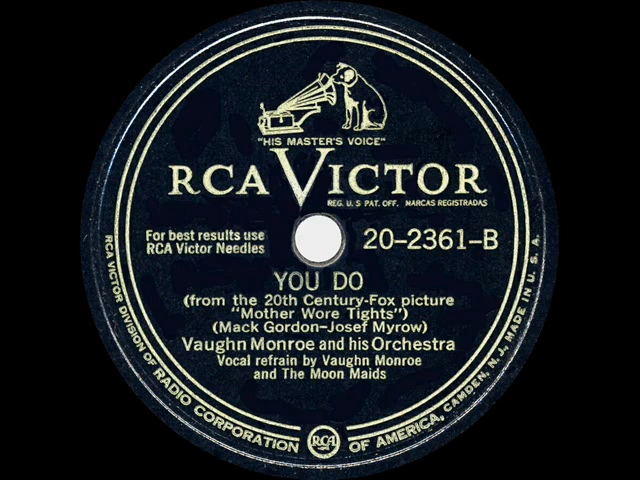 "HIS MASTER'S VOICE"
RCA VICTOR
REG. U.S. PAT. OFF. MARCAS REGISTRADAS
For best results use
RCA Victor Needles
20-2361-B
YOU DO
(from the 20th Century-Fox picture
"Mother Wore Tights")
(Mack Gordon-Josef Myrow)
Vaughn Monroe and his Orchestra
Vocal refrain by Vaughn Monroe
and The Moon Maids
RCA VICTOR DIVISION OF RADIO CORPORATION OF AMERICA, CAMDEN, N.J., MADE IN U.S.A.
RCA